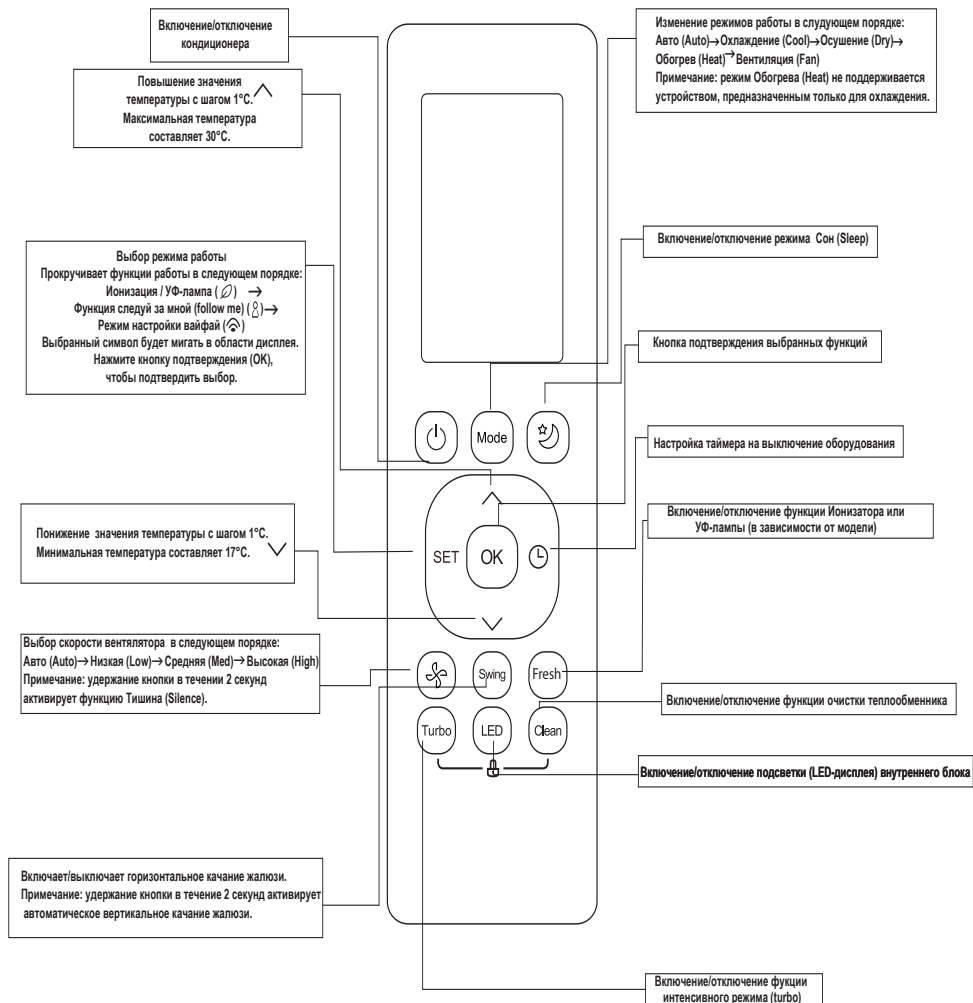 Включение/отключение
кондиционера
Повышение значения
температуры с шагом 1°C.
Максимальная температура
составляет 30°C.
Изменение режимов работы в слудующем порядке:
Авто (Auto)→Охлаждение (Cool)→Осушение (Dry)→
Обогрев (Heat)→Вентиляция (Fan)
Примечание: режим Обогрева (Heat) не поддерживается
устройством, предназначенным только для охлаждения.
Выбор режима работы
Прокручивает функции работы в следующем порядке:
Ионизация / УФ-лампа ( ) →
Функция следуй за мной (follow me) ( )→
Режим настройки вайфай ( )
Выбранный символ будет мигать в области дисплея.
Нажмите кнопку подтверждения (OK),
чтобы подтвердить выбор.
Включение/отключение режима Сон (Sleep)
Кнопка подтверждения выбранных функций
Mode
Настройка таймера на выключение оборудования
Включение/отключение функции Ионизатора или
УФ-лампы (в зависимости от модели)
Понижение значения температуры с шагом 1°C.
Минимальная температура составляет 17°C.
SET
OK
Выбор скорости вентялятора в следующем порядке:
Авто (Auto)→Низкая (Low)→Средняя (Med)→Высокая (High)
Примечание: удержание кнопки в течении 2 секунд
активирует функцию Тишина (Silence).
Swing
Fresh
Turbo
LED
Clean
Включение/отключение функции очистки теплообменника
Включение/отключение подсветки (LED-дисплея) внутреннего блока
Включает/выключает горизонтальное качание жалюзи.
Примечание: удержание кнопки в течение 2 секунд активирует
автоматическое вертикальное качание жалюзи.
Включение/отключение фукции
интенсивного режима (turbo)